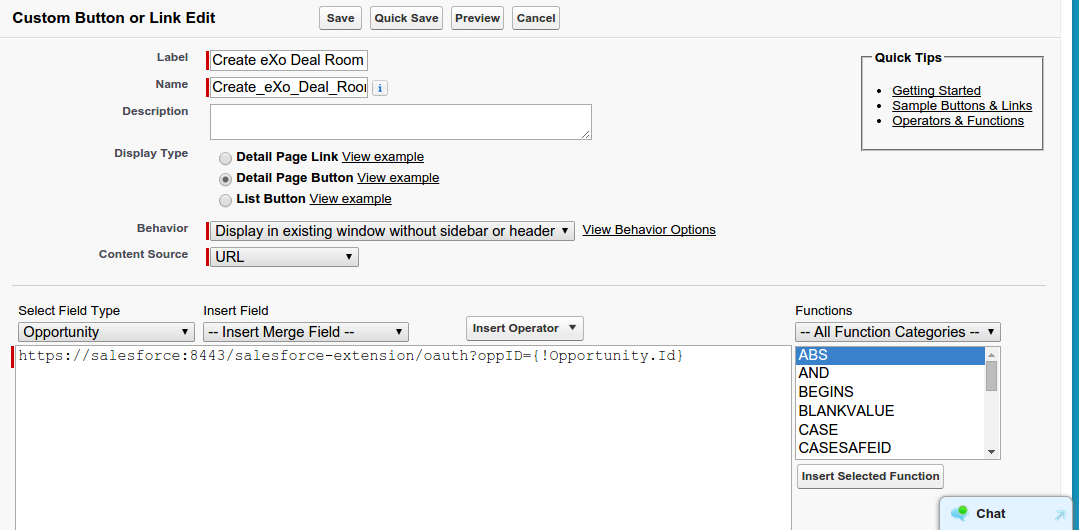 Custom Button or Link Edit
Save
Quick Save
Preview
Cancel
Label
Create eXo Deal Room
Name
Create_eXo_Deal_Roo
i
Description
Display Type
Detail Page Link View example
Detail Page Button View example
List Button View example
Behavior
Display in existing window without sidebar or header
View Behavior Options
Content Source
URL
Quick Tips
Getting Started
Sample Buttons & Links
Operators & Functions
Select Field Type
Opportunity
Insert Field
-- Insert Merge Field --
Insert Operator
Functions
-- All Function Categories --
https://salesforce:8443/salesforce-extension/oauth?oppID={!Opportunity.Id}
ABS
AND
BEGINS
BLANKVALUE
CASE
CASESAFEID
Insert Selected Function
Chat